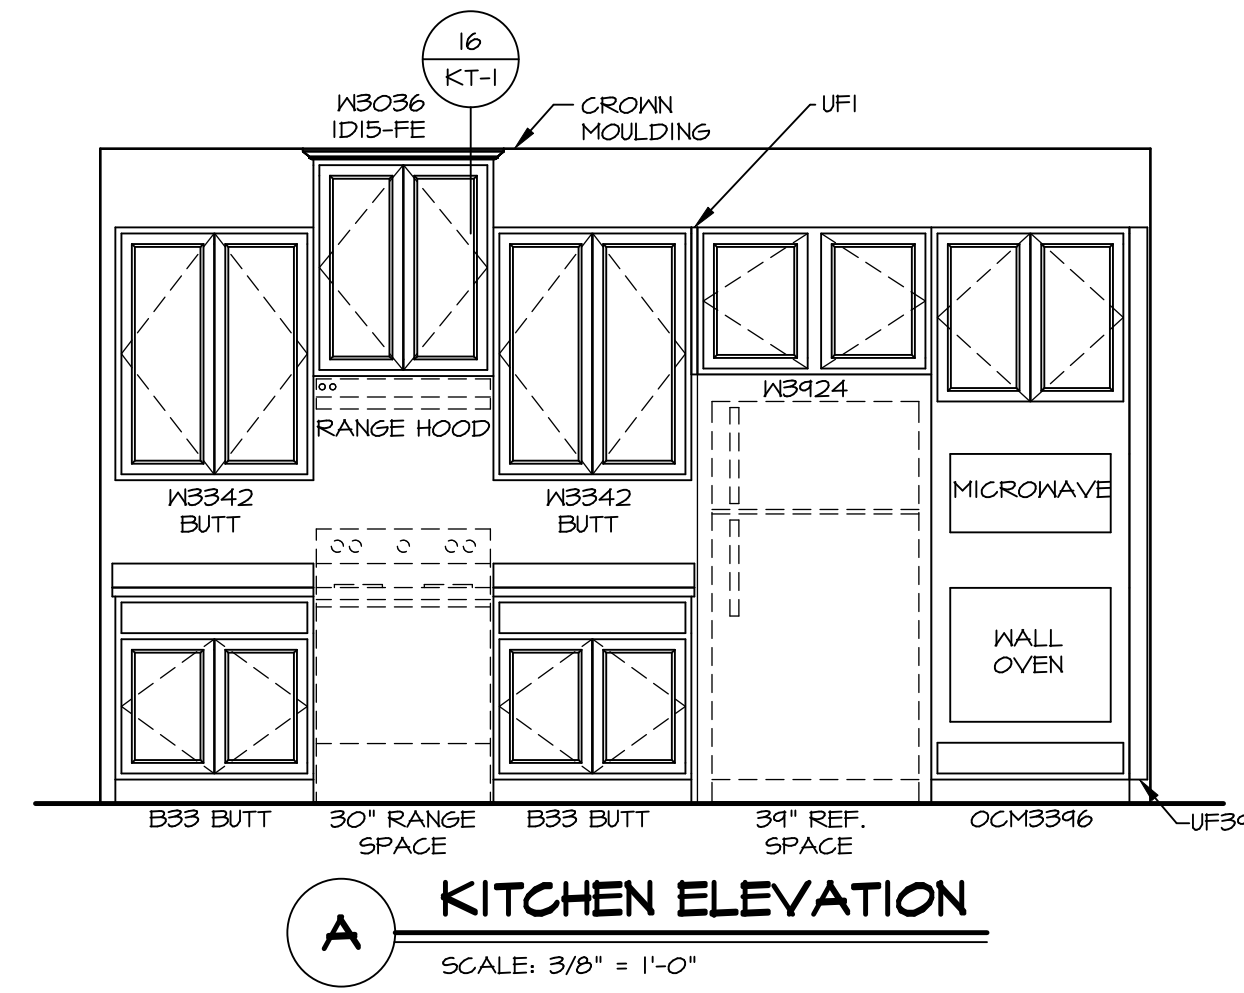 16
KT-1
W3036
1D15-FE
CROWN
MOULDING
UF1
W3924
RANGE HOOD
W3342
BUTT
W3342
BUTT
MICROWAVE
WALL
OVEN
B33 BUTT
30" RANGE
SPACE
B33 BUTT
39" REF.
SPACE
OCM3396
UF39
A
KITCHEN ELEVATION
SCALE: 3/8" = 1'-0"